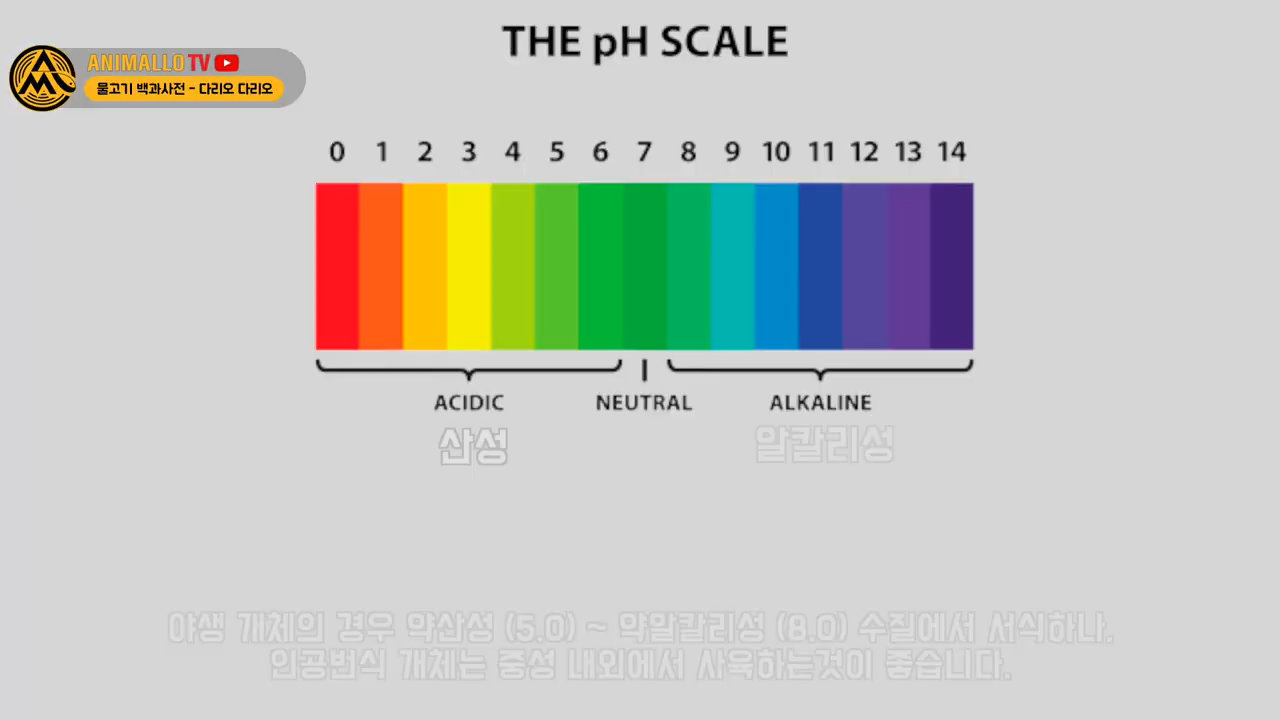 THE pH SCALE
ANIMALLO TV
물고기 백과사전 - 다리오 다리오
0 1 2 3 4 5 6 7 8 9 10 11 12 13 14
ACIDIC NEUTRAL ALKALINE
산성 알칼리성
야생 개체의 경우 약산성 (5.0) ~ 약알칼리성 (8.0) 수질에서 서식하나,
인공번식 개체는 중성 내외에서 사육하는것이 좋습니다.